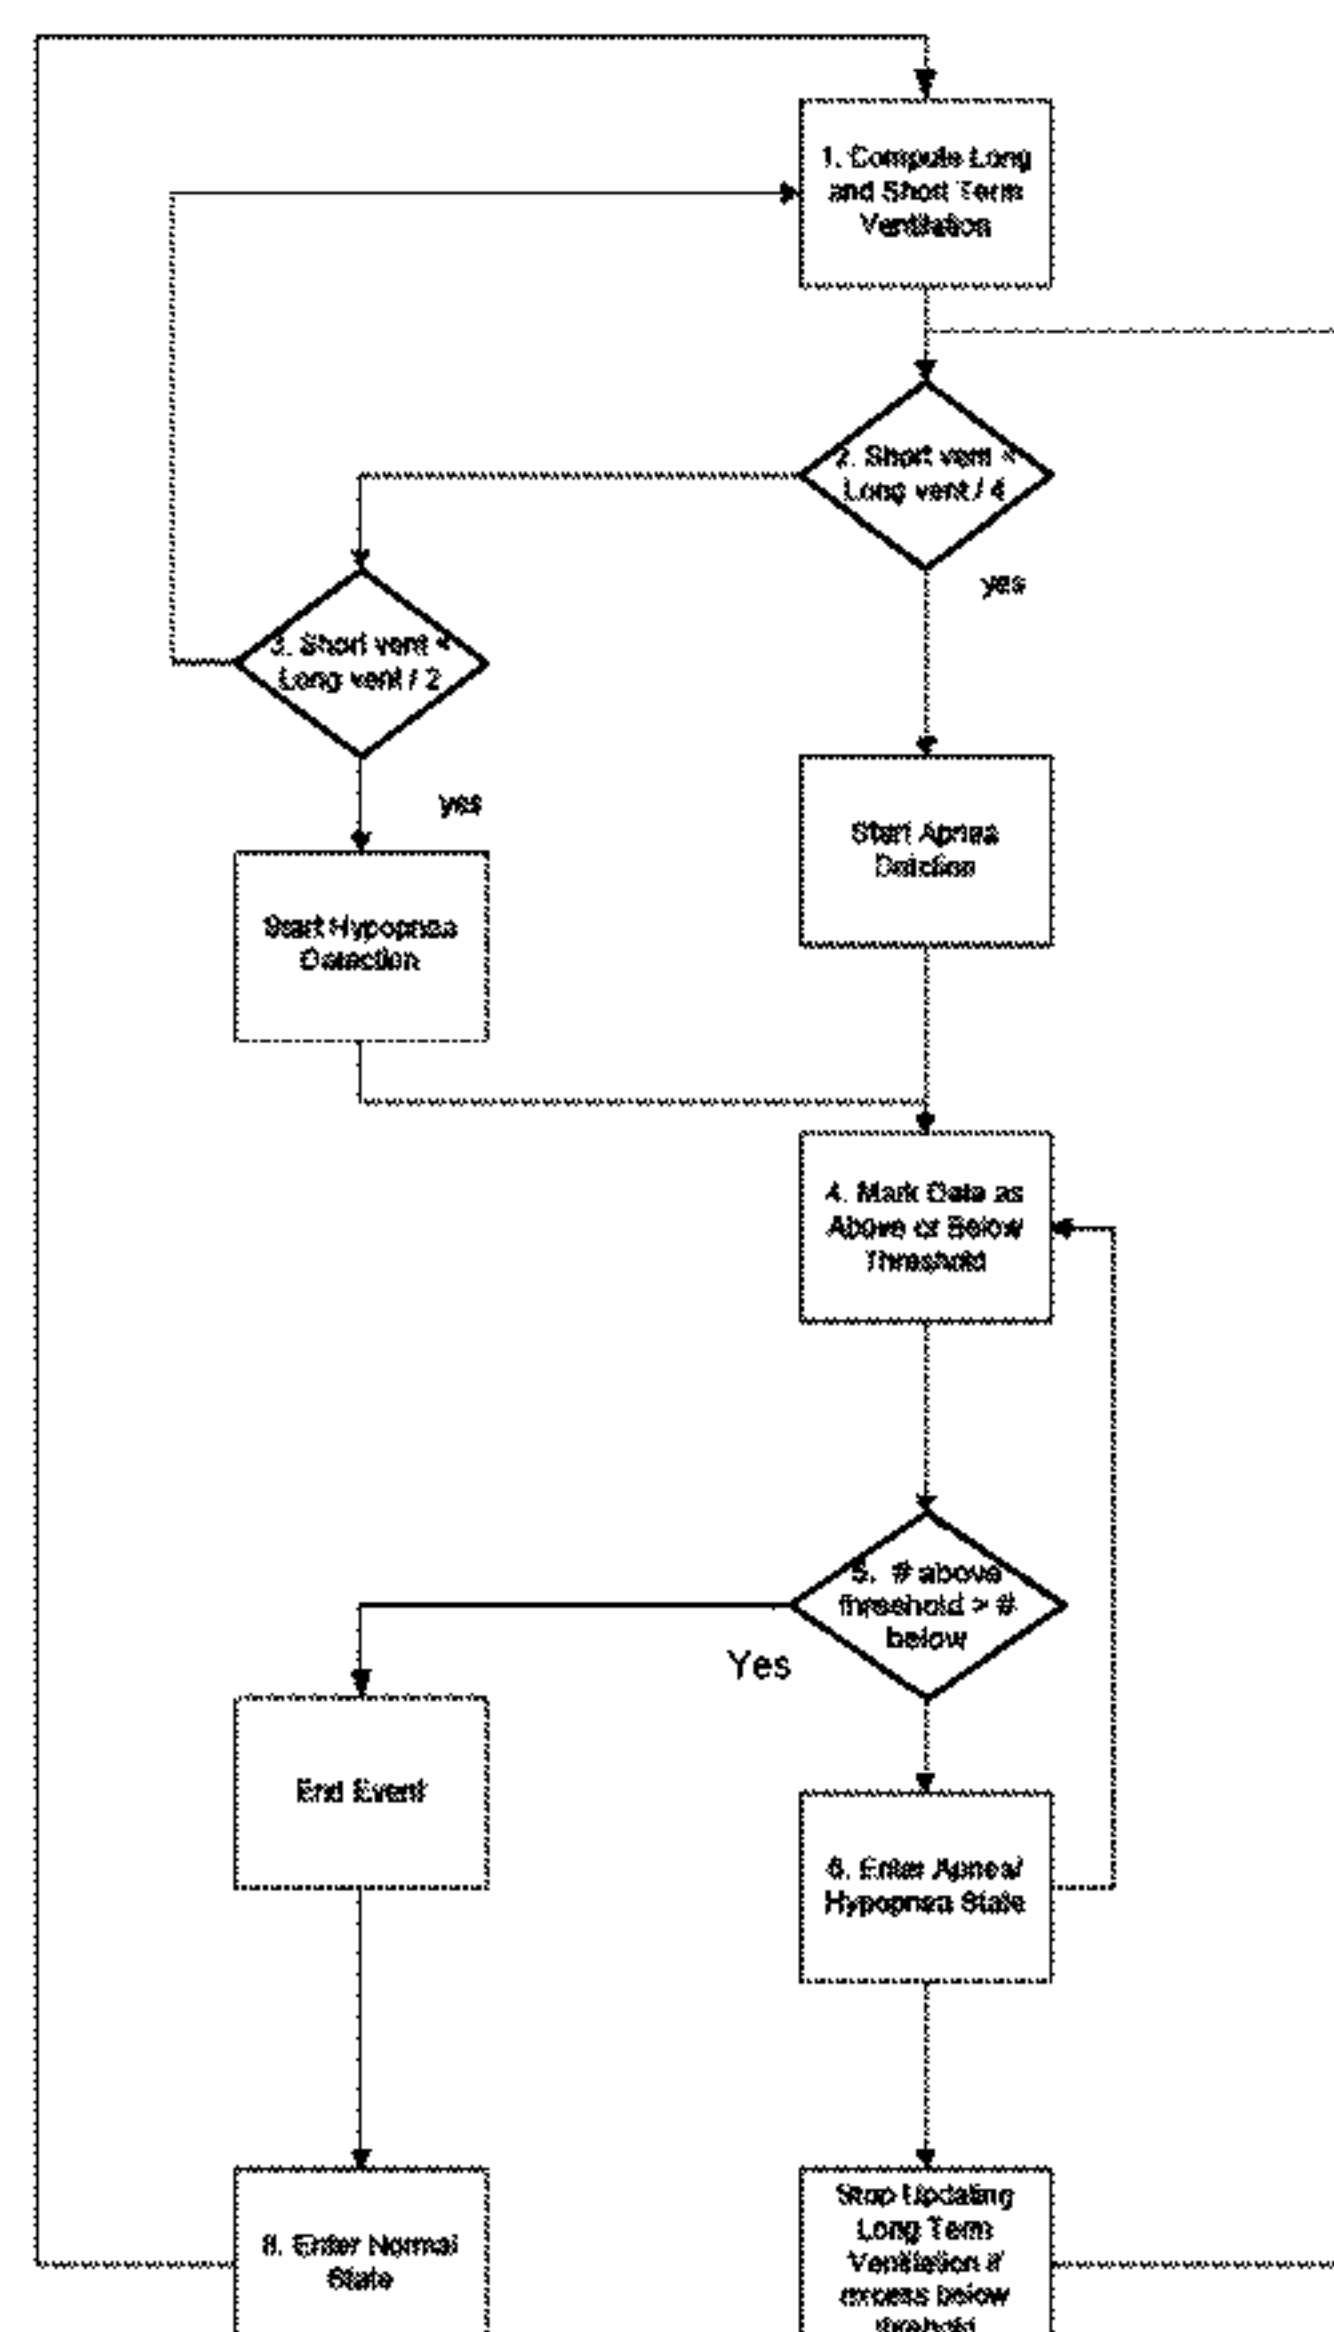 1. Compute Long
and Short Term
Ventilation
2. Short vent <
Long vent / 4
yes
3. Short vent <
Long vent / 2
yes
Start Apnea
Start Hypopnea
Detection
4. Mark Data as
Above or Below
Threshold
5. # above
threshold > #
below
Yes
End Event
6. Enter Apnea/
Hypopnea State
8. Enter Normal
State
Stop Updating
Long Term
Ventilation if
excess below